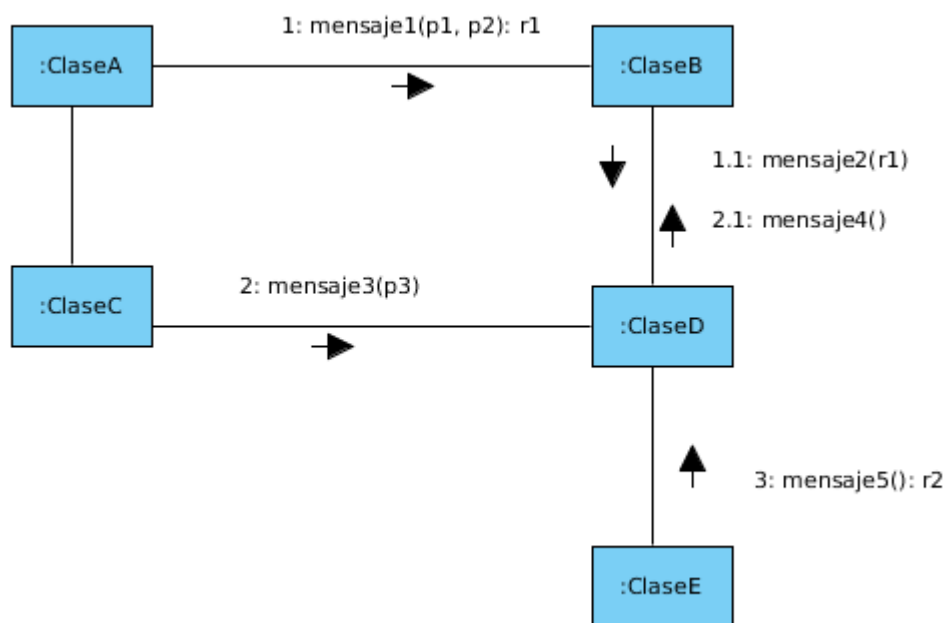 1: mensaje1(p1, p2): r1
:ClaseA
:ClaseB
1.1: mensaje2(r1)
2.1: mensaje4()
2: mensaje3(p3)
:ClaseC
:ClaseD
3: mensaje5(): r2
:ClaseE